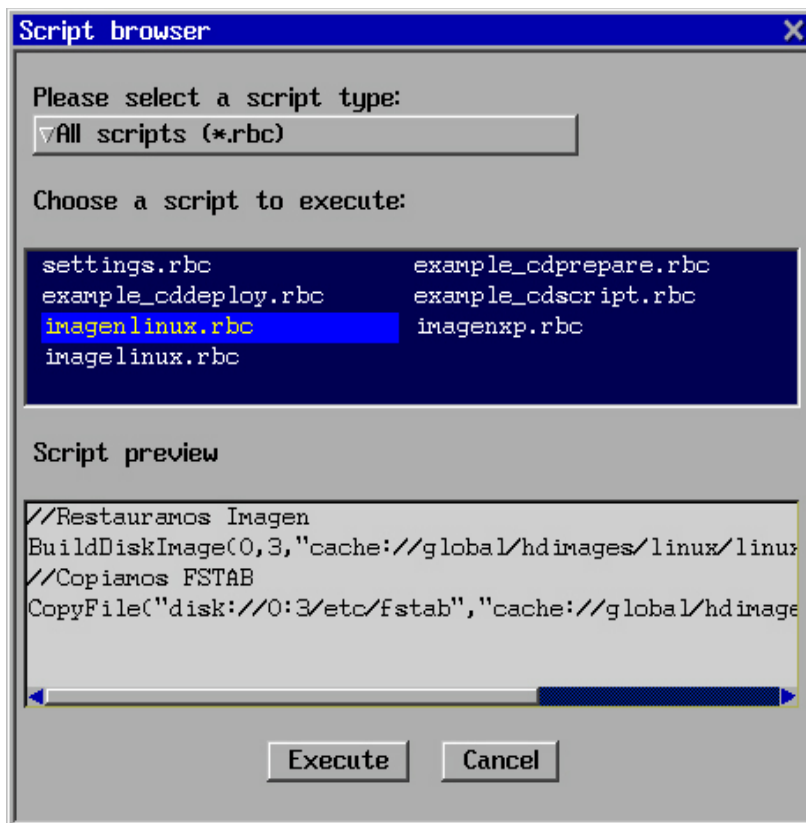 Script browser
Please select a script type:
All scripts (*.rbc)
Choose a script to execute:
settings.rbc example_cdprepare.rbc
example_cddeploy.rbc example_cdscript.rbc
imagenlinux.rbc imagenxp.rbc
imagelinux.rbc
Script preview
//Restauramos Imagen
BuildDiskImage(0,3,"cache://global/hdimages/linux/linux
//Copiamos FSTAB
CopyFile("disk://0:3/etc/fstab","cache://global/hdimage
Execute Cancel